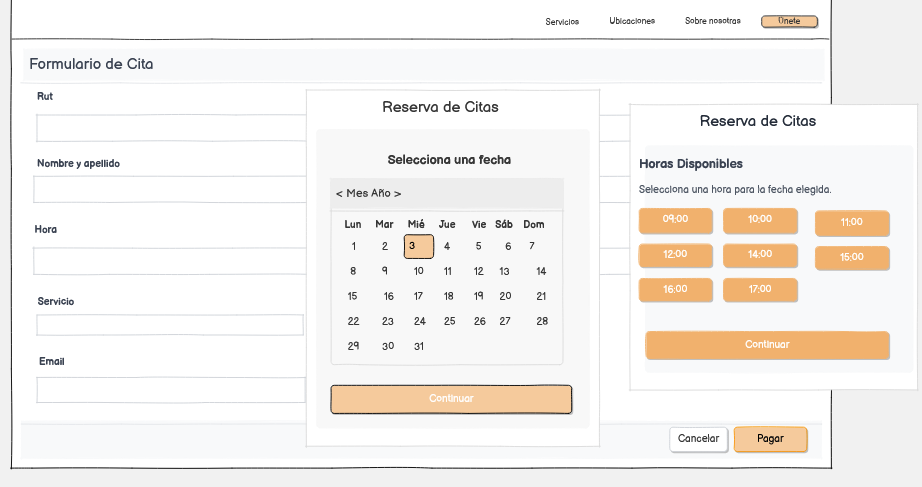 Servicios Ubicaciones Sobre nosotras Únete
Formulario de Cita
Rut
Nombre y apellido
Hora
Servicio
Email
Cancelar Pagar
Reserva de Citas
Selecciona una fecha
< Mes Año >
Lun Mar Mié Jue Vie Sáb Dom
1 2 3 4 5 6 7
8 9 10 11 12 13 14
15 16 17 18 19 20 21
22 23 24 25 26 27 28
29 30 31
Continuar
Reserva de Citas
Horas Disponibles
Selecciona una hora para la fecha elegida.
09:00 10:00 11:00
12:00 14:00 15:00
16:00 17:00
Continuar